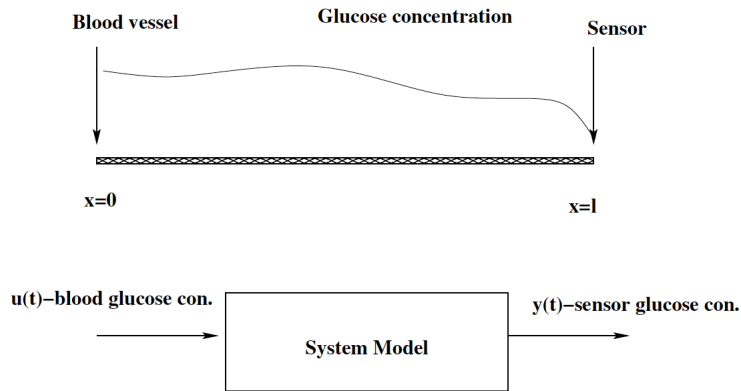 Blood vessel
Glucose concentration
Sensor
x=0
x=l
u(t)−blood glucose con.
System Model
y(t)−sensor glucose con.